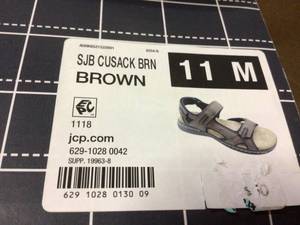 SJB CUSACK BRN
BROWN
11 M
1118
jcp.com
629-1028 0042
SUPP. 19963-8
629 1028 0130 09